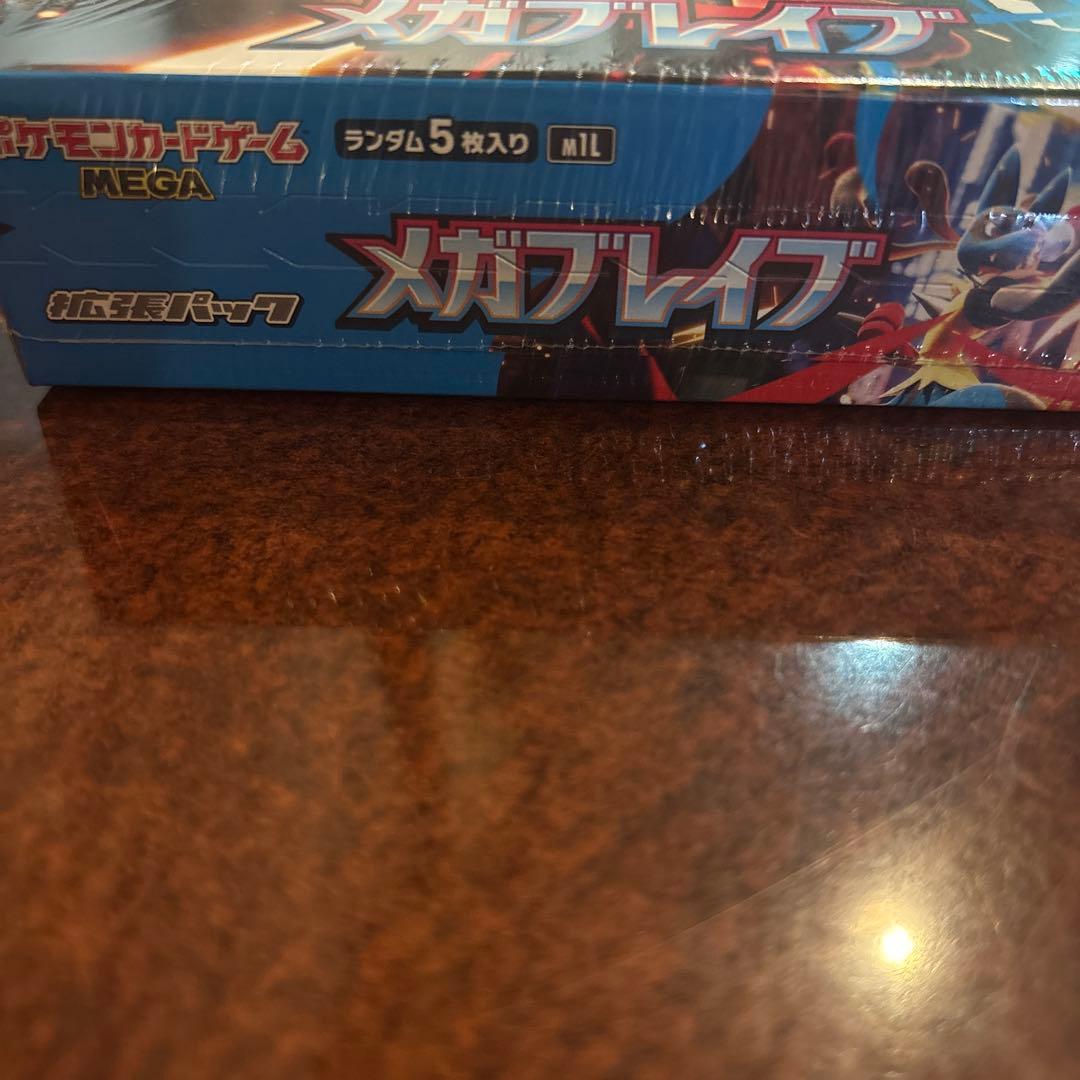 メガブレイブ
ポケモンカードゲーム
MEGA
ランダム5枚入り M1L
拡張パック
メガブレイブ